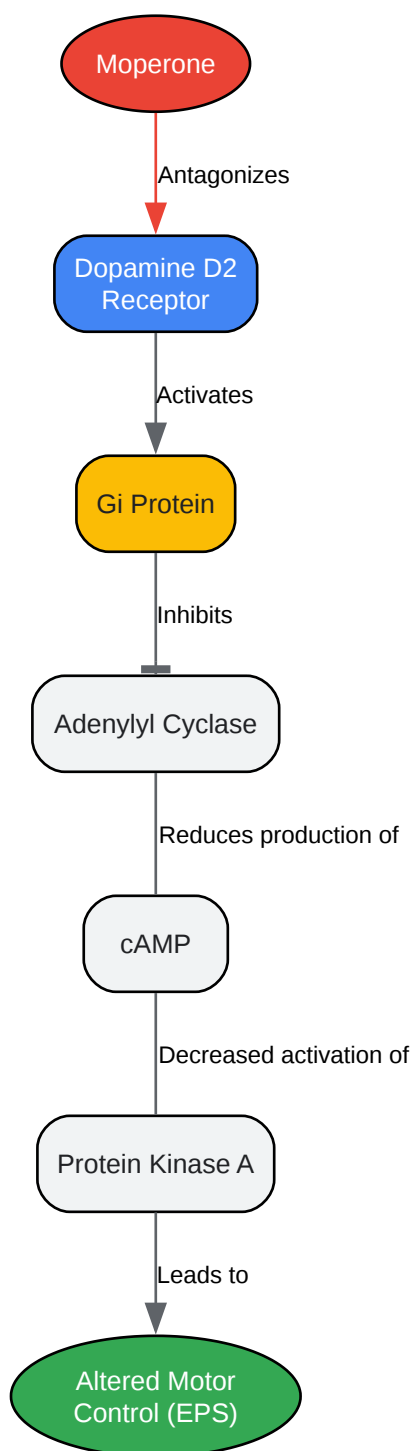 Moperone
Antagonizes
Dopamine D2
Receptor
Activates
Gi Protein
Inhibits
Adenylyl Cyclase
Reduces production of
cAMP
Decreased activation of
Protein Kinase A
Leads to
Altered Motor
Control (EPS)